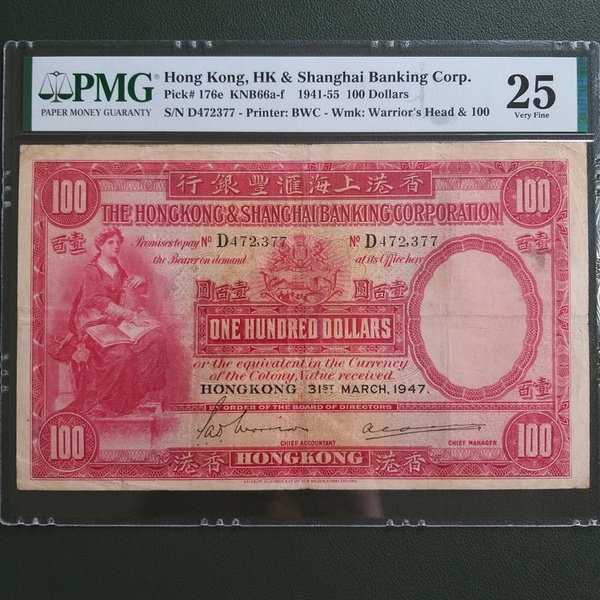 PMG
PAPER MONEY GUARANTY
Hong Kong, HK & Shanghai Banking Corp.
Pick# 176e KNB66a-f 1941-55 100 Dollars
S/N D472377 - Printer: BWC - Wmk: Warrior's Head & 100
25
Very Fine
100
行銀豐滙海上港香
100
THE HONGKONG & SHANGHAI BANKING CORPORATION
百壹
Promises to pay
the Bearer on demand
Nº D472,377
Nº D472,377
at its Office here
百壹
圓百壹
圓百壹
ONE HUNDRED DOLLARS
or the equivalent in the Currency
of the Colony, Value received.
HONGKONG 31ST MARCH, 1947.
BY ORDER OF THE BOARD OF DIRECTORS
百壹
百壹
CHIEF ACCOUNTANT
CHIEF MANAGER
100
港香
HONGKONG
港香
100